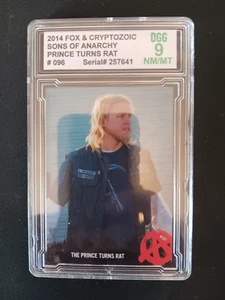 2014 FOX & CRYPTOZOIC
SONS OF ANARCHY
PRINCE TURNS RAT
# 096 Serial# 257641
DGG
9
NM/MT
THE PRINCE TURNS RAT